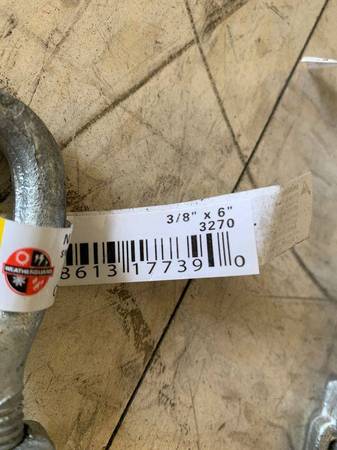 3/8" x 6"
3270
8613 17739 0
WEATHERGUARD